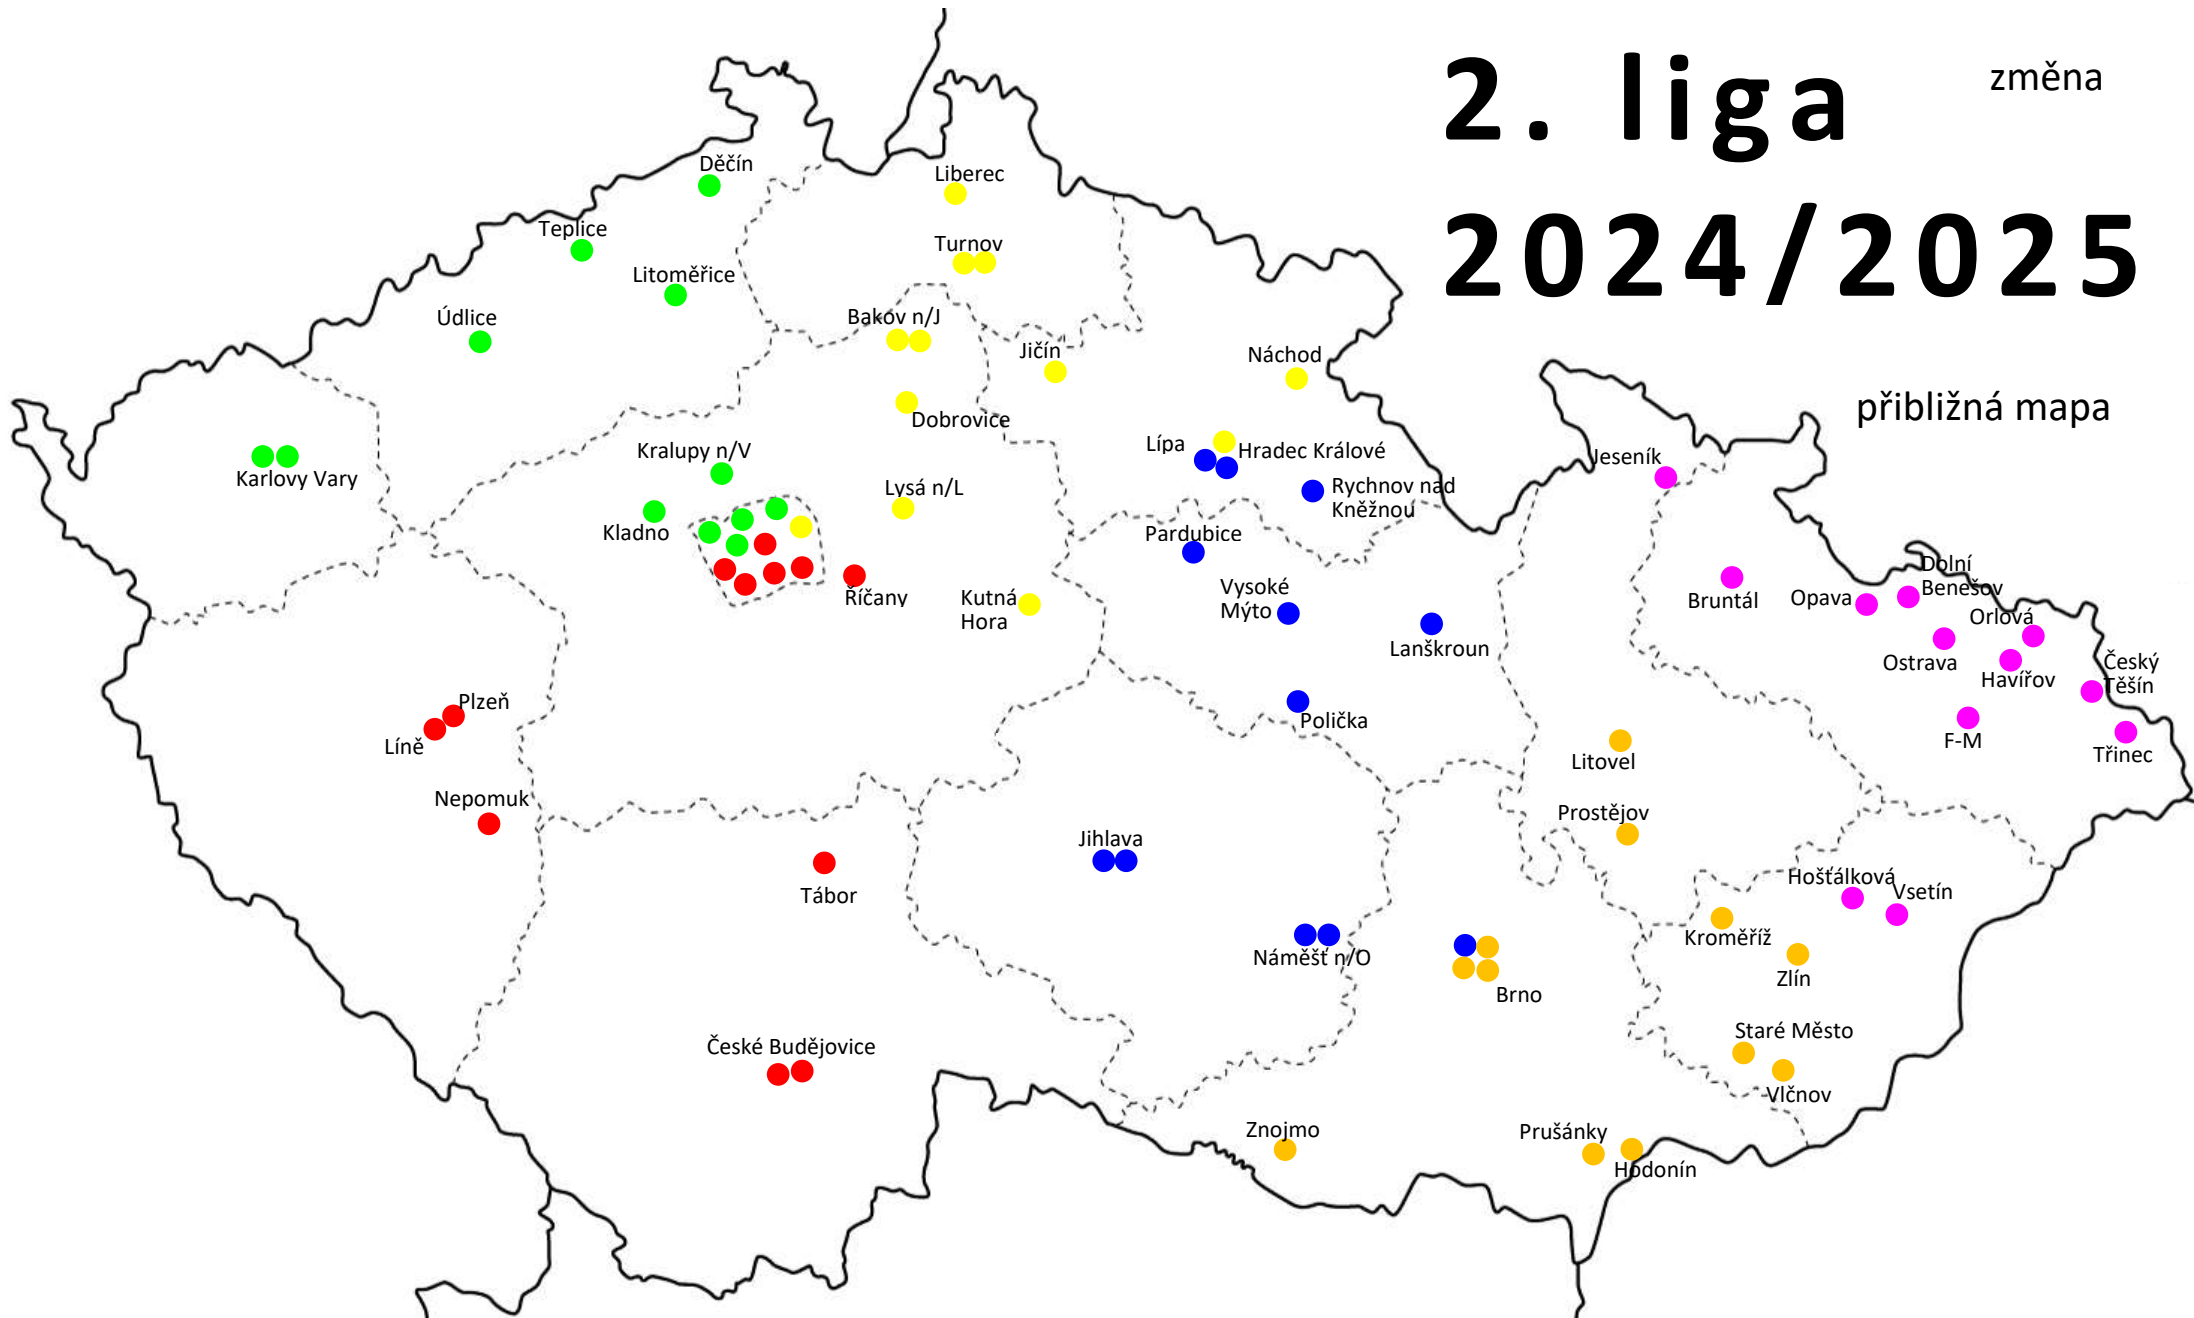 2. liga
změna
2024/2025
přibližná mapa
Děčín
Liberec
Teplice
Turnov
Litoměřice
Údlice
Bakov n/J
Jičín
Náchod
Dobrovice
Karlovy Vary
Kralupy n/V
Lípa
Hradec Králové
Jeseník
Lysá n/L
Rychnov nad
Kněžnou
Kladno
Pardubice
Říčany
Kutná
Hora
Vysoké
Mýto
Lanškroun
Bruntál
Opava
Dolní
Benešov
Orlová
Ostrava
Havířov
Český
Těšín
Plzeň
Líně
Polička
F-M
Třinec
Litovel
Nepomuk
Prostějov
Jihlava
Tábor
Hošťálková
Vsetín
Kroměříž
Náměšť n/O
Zlín
Brno
České Budějovice
Staré Město
Vlčnov
Znojmo
Prušánky
Hodonín